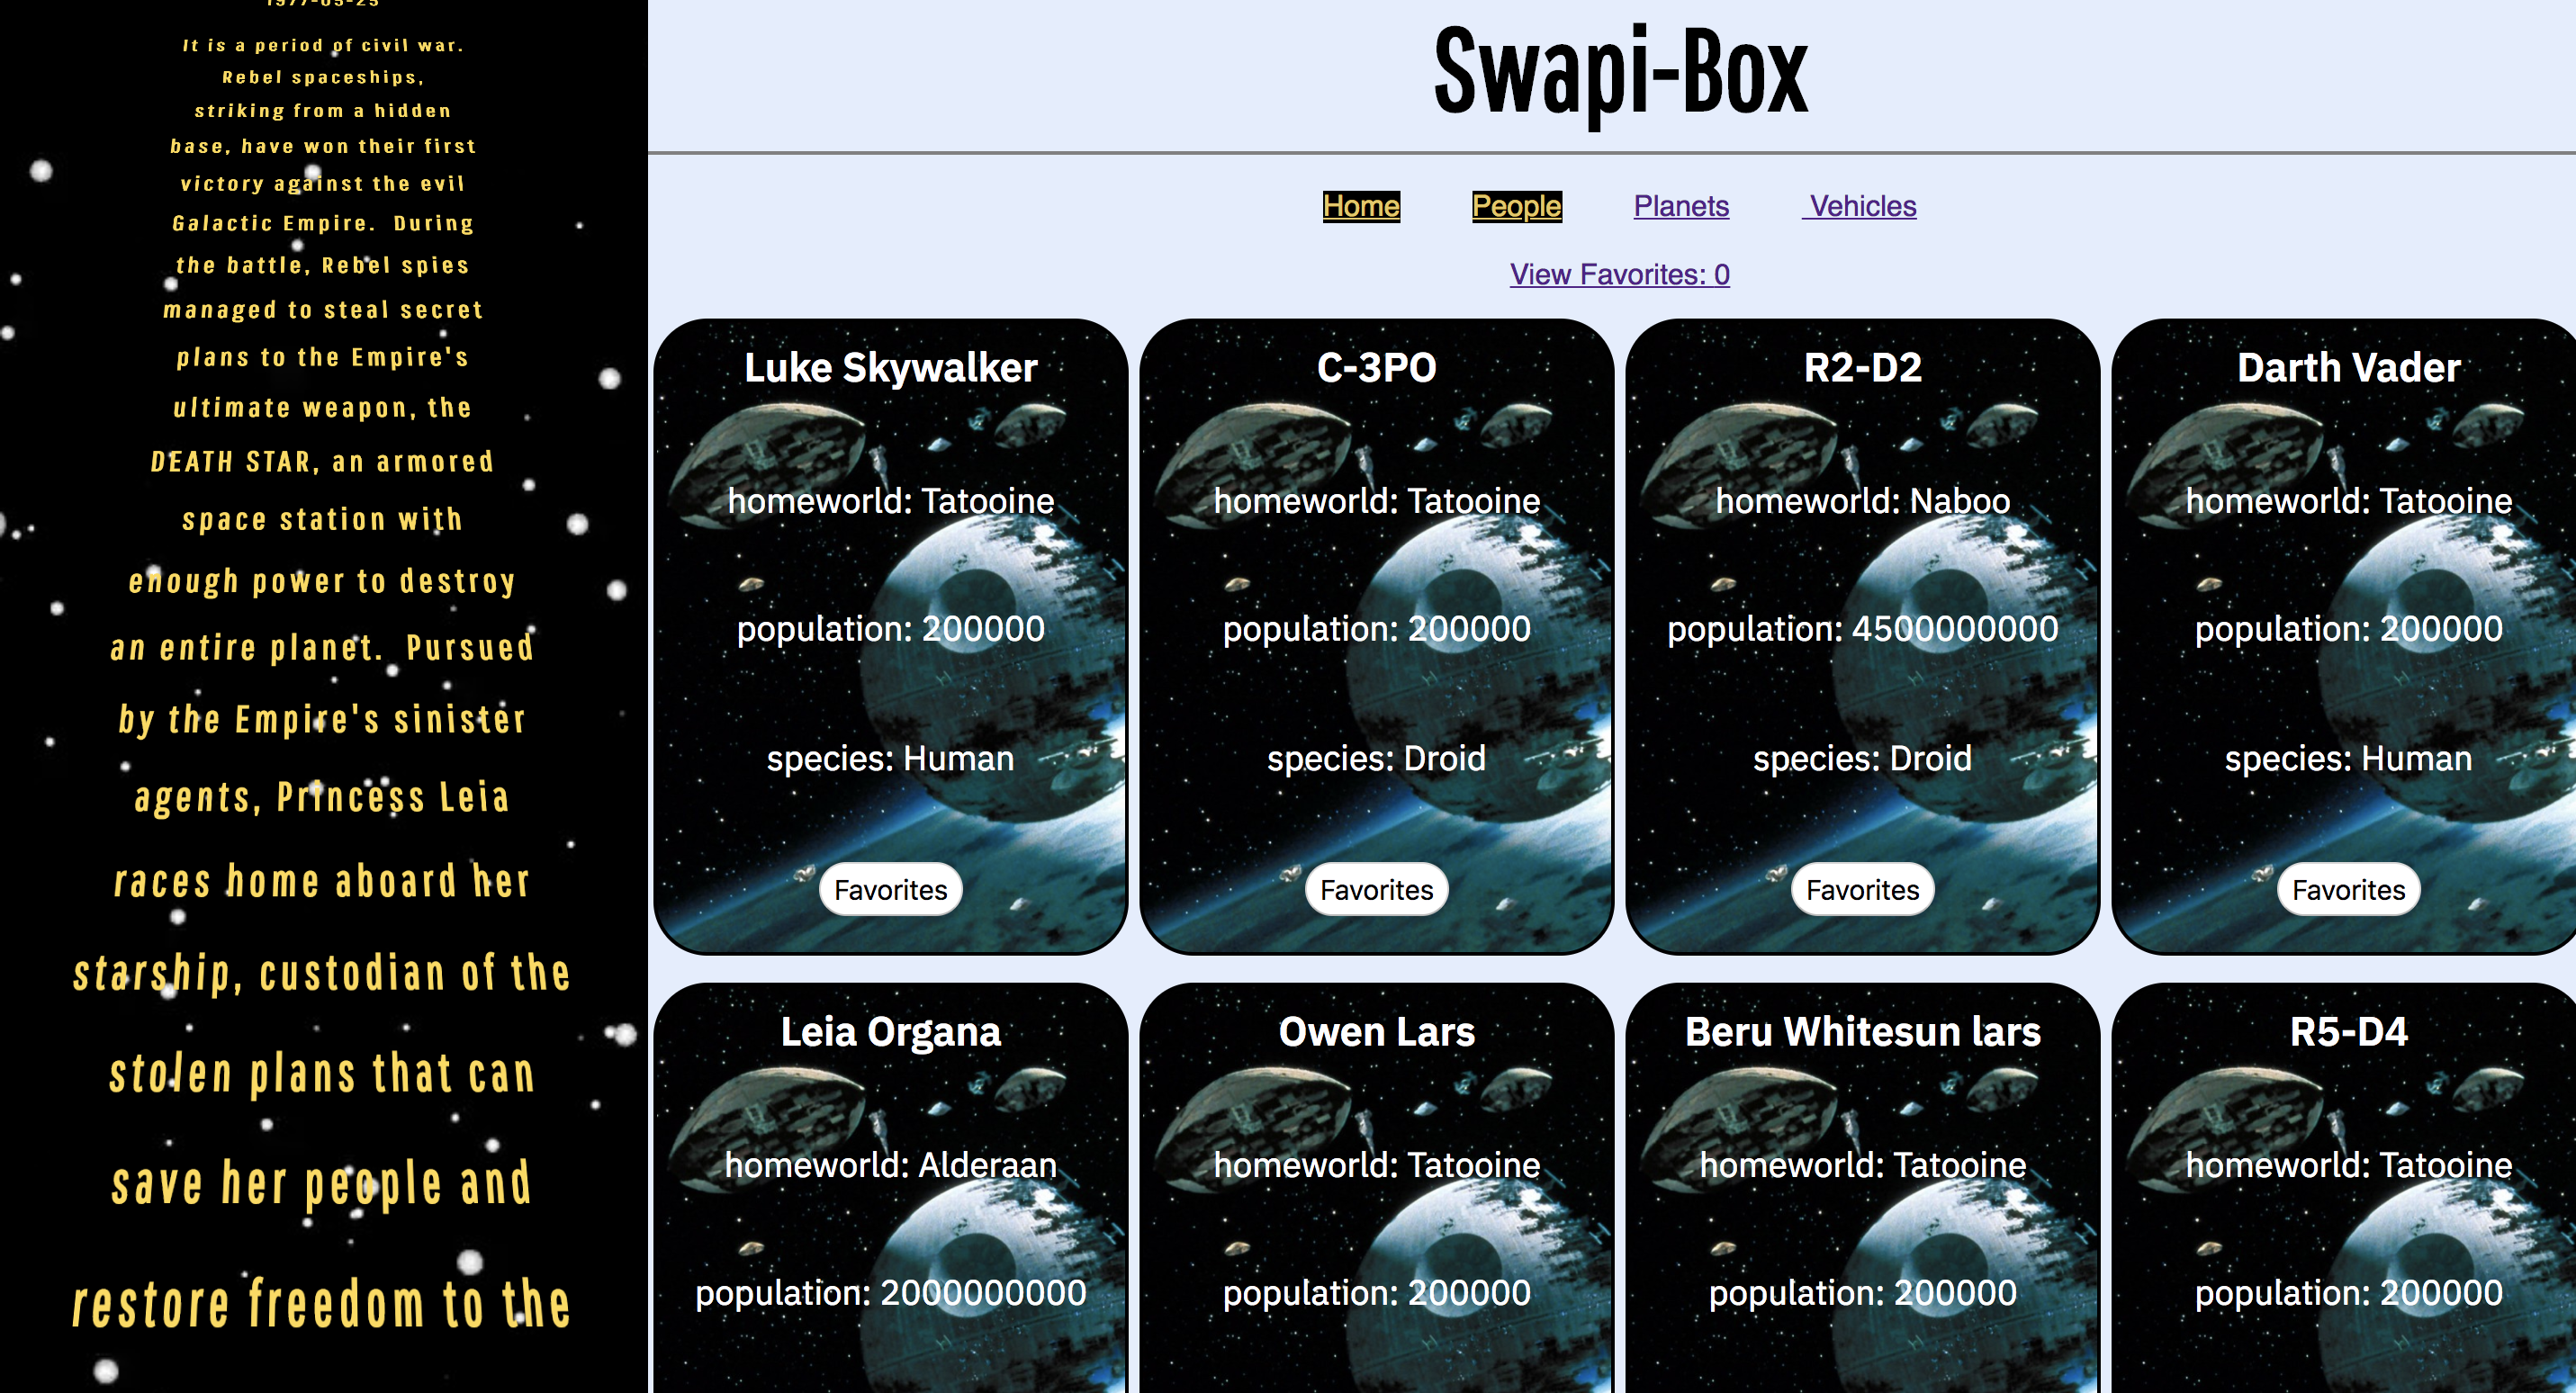 1977-05-25
It is a period of civil war.
Rebel spaceships,
striking from a hidden
base, have won their first
victory against the evil
Galactic Empire. During
the battle, Rebel spies
managed to steal secret
plans to the Empire's
ultimate weapon, the
DEATH STAR, an armored
space station with
enough power to destroy
an entire planet. Pursued
by the Empire's sinister
agents, Princess Leia
races home aboard her
starship, custodian of the
stolen plans that can
save her people and
restore freedom to the
Swapi-Box
Home People Planets Vehicles
View Favorites: 0
Luke Skywalker
homeworld: Tatooine
population: 200000
species: Human
Favorites
C-3PO
homeworld: Tatooine
population: 200000
species: Droid
Favorites
R2-D2
homeworld: Naboo
population: 4500000000
species: Droid
Favorites
Darth Vader
homeworld: Tatooine
population: 200000
species: Human
Favorites
Leia Organa
homeworld: Alderaan
population: 2000000000
Owen Lars
homeworld: Tatooine
population: 200000
Beru Whitesun lars
homeworld: Tatooine
population: 200000
R5-D4
homeworld: Tatooine
population: 200000